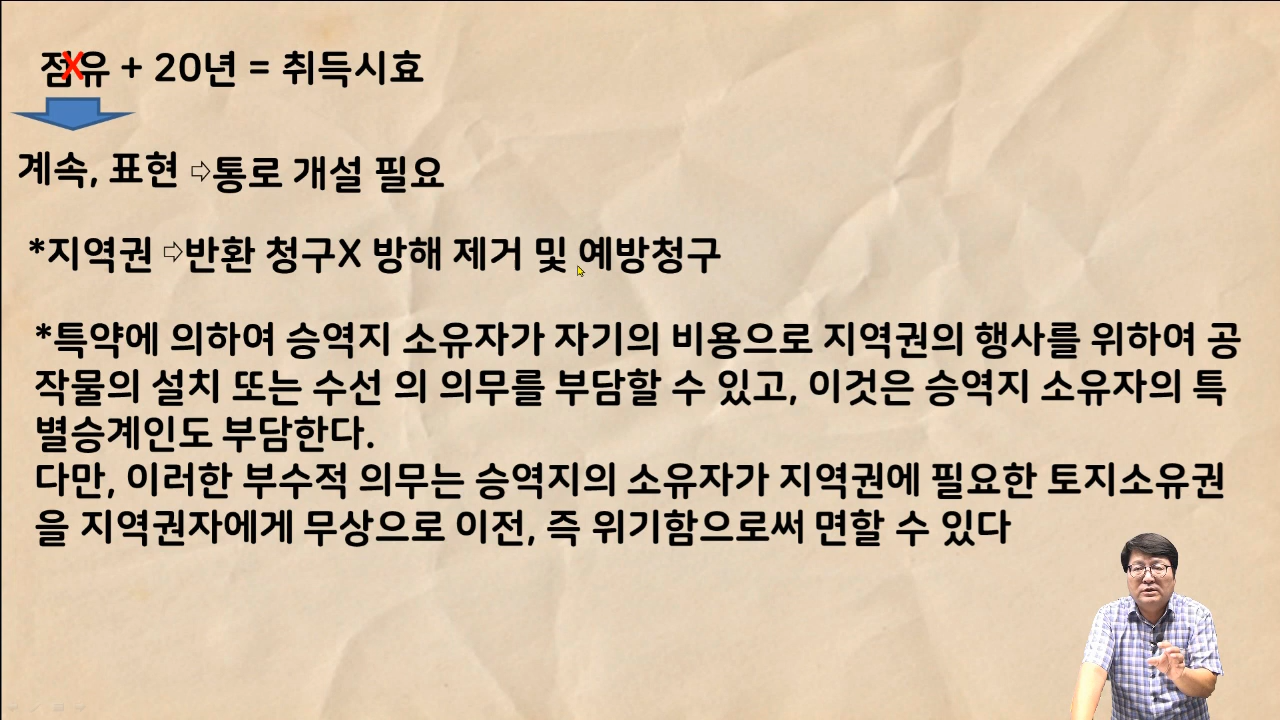 점유 + 20년 = 취득시효
계속, 표현 ⇨통로 개설 필요
*지역권 ⇨반환 청구X 방해 제거 및 예방청구
*특약에 의하여 승역지 소유자가 자기의 비용으로 지역권의 행사를 위하여 공
작물의 설치 또는 수선 의 의무를 부담할 수 있고, 이것은 승역지 소유자의 특
별승계인도 부담한다.
다만, 이러한 부수적 의무는 승역지의 소유자가 지역권에 필요한 토지소유권
을 지역권자에게 무상으로 이전, 즉 위기함으로써 면할 수 있다